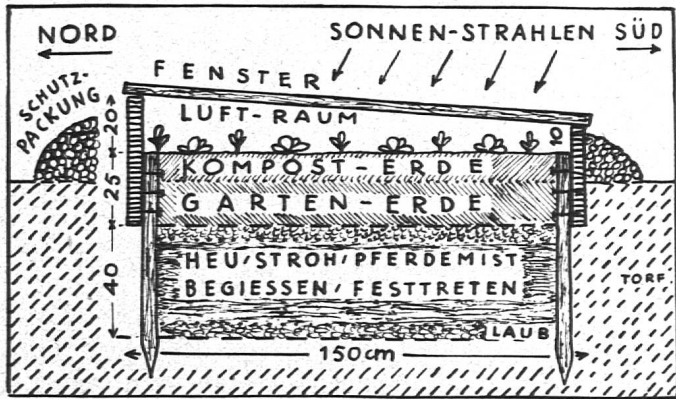 NORD
SONNEN-STRAHLEN
SÜD
SCHUTZ-
PACKUNG
FENSTER
LUFT-RAUM
20
10
KOMPOST-ERDE
25
GARTEN-ERDE
40
HEU/STROH/PFERDEMIST
BEGIESSEN/FESTTRETEN
TORF
LAUB
150cm